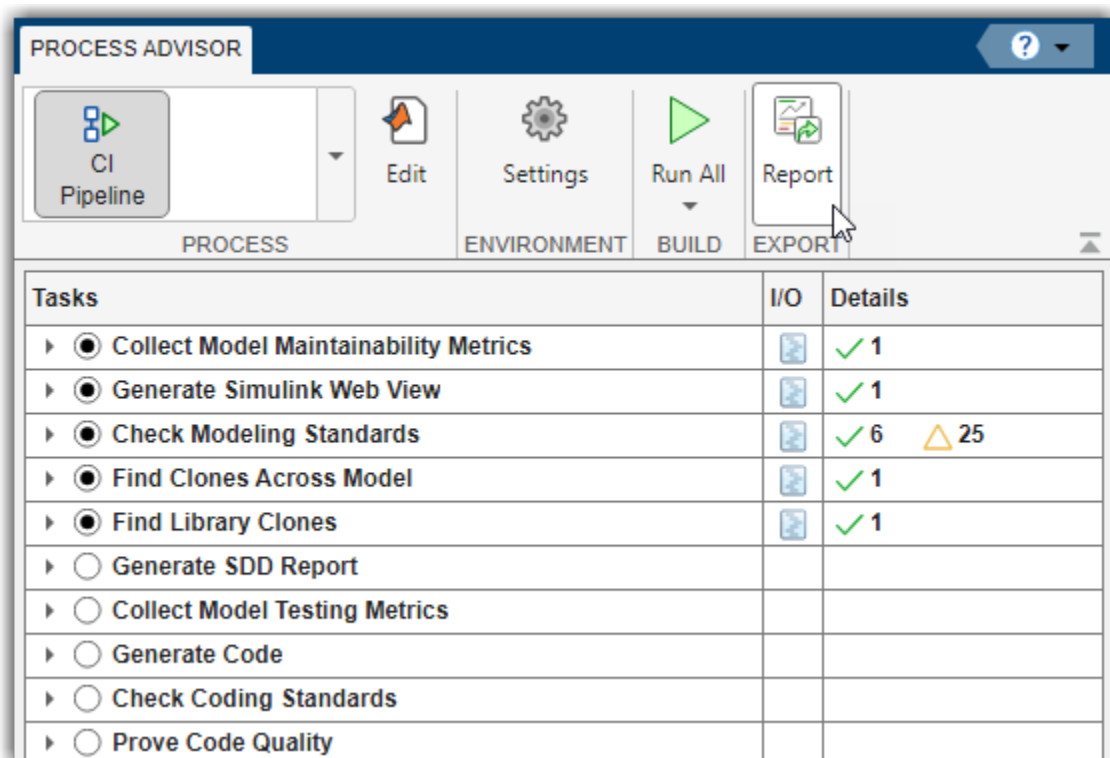 PROCESS ADVISOR
?
CI
Pipeline
Edit
Settings
Run All
Report
PROCESS
ENVIRONMENT
BUILD
EXPORT
Tasks I/O Details
Collect Model Maintainability Metrics 1
Generate Simulink Web View 1
Check Modeling Standards 6 25
Find Clones Across Model 1
Find Library Clones 1
Generate SDD Report
Collect Model Testing Metrics
Generate Code
Check Coding Standards
Prove Code Quality